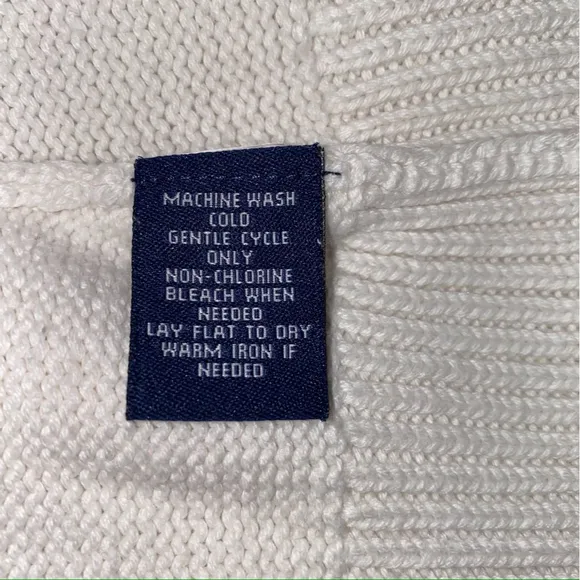 MACHINE WASH
COLD
GENTLE CYCLE
ONLY
NON-CHLORINE
BLEACH WHEN
NEEDED
LAY FLAT TO DRY
WARM IRON IF
NEEDED